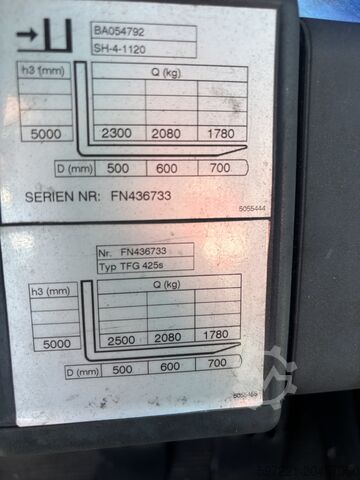 BA054792
SH-4-1120
h3 (mm) Q (kg)
5000 2300 2080 1780
D (mm) 500 600 700
SERIEN NR: FN436733
5055444
Nr. FN436733
Typ TFG 425s
h3 (mm) Q (kg)
5000 2500 2080 1780
D (mm) 500 600 700